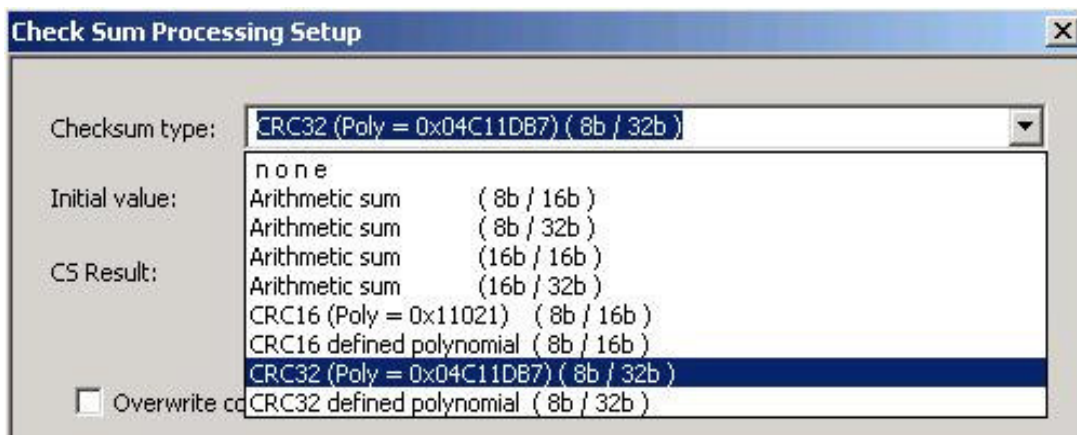 Check Sum Processing Setup
Checksum type: CRC32 (Poly = 0x04C11DB7) ( 8b / 32b )
n o n e
Initial value: Arithmetic sum ( 8b / 16b )
Arithmetic sum ( 8b / 32b )
Arithmetic sum (16b / 16b )
CS Result: Arithmetic sum (16b / 32b )
CRC16 (Poly = 0x11021) ( 8b / 16b )
CRC16 defined polynomial ( 8b / 16b )
CRC32 (Poly = 0x04C11DB7) ( 8b / 32b )
Overwrite CRC32 defined polynomial ( 8b / 32b )